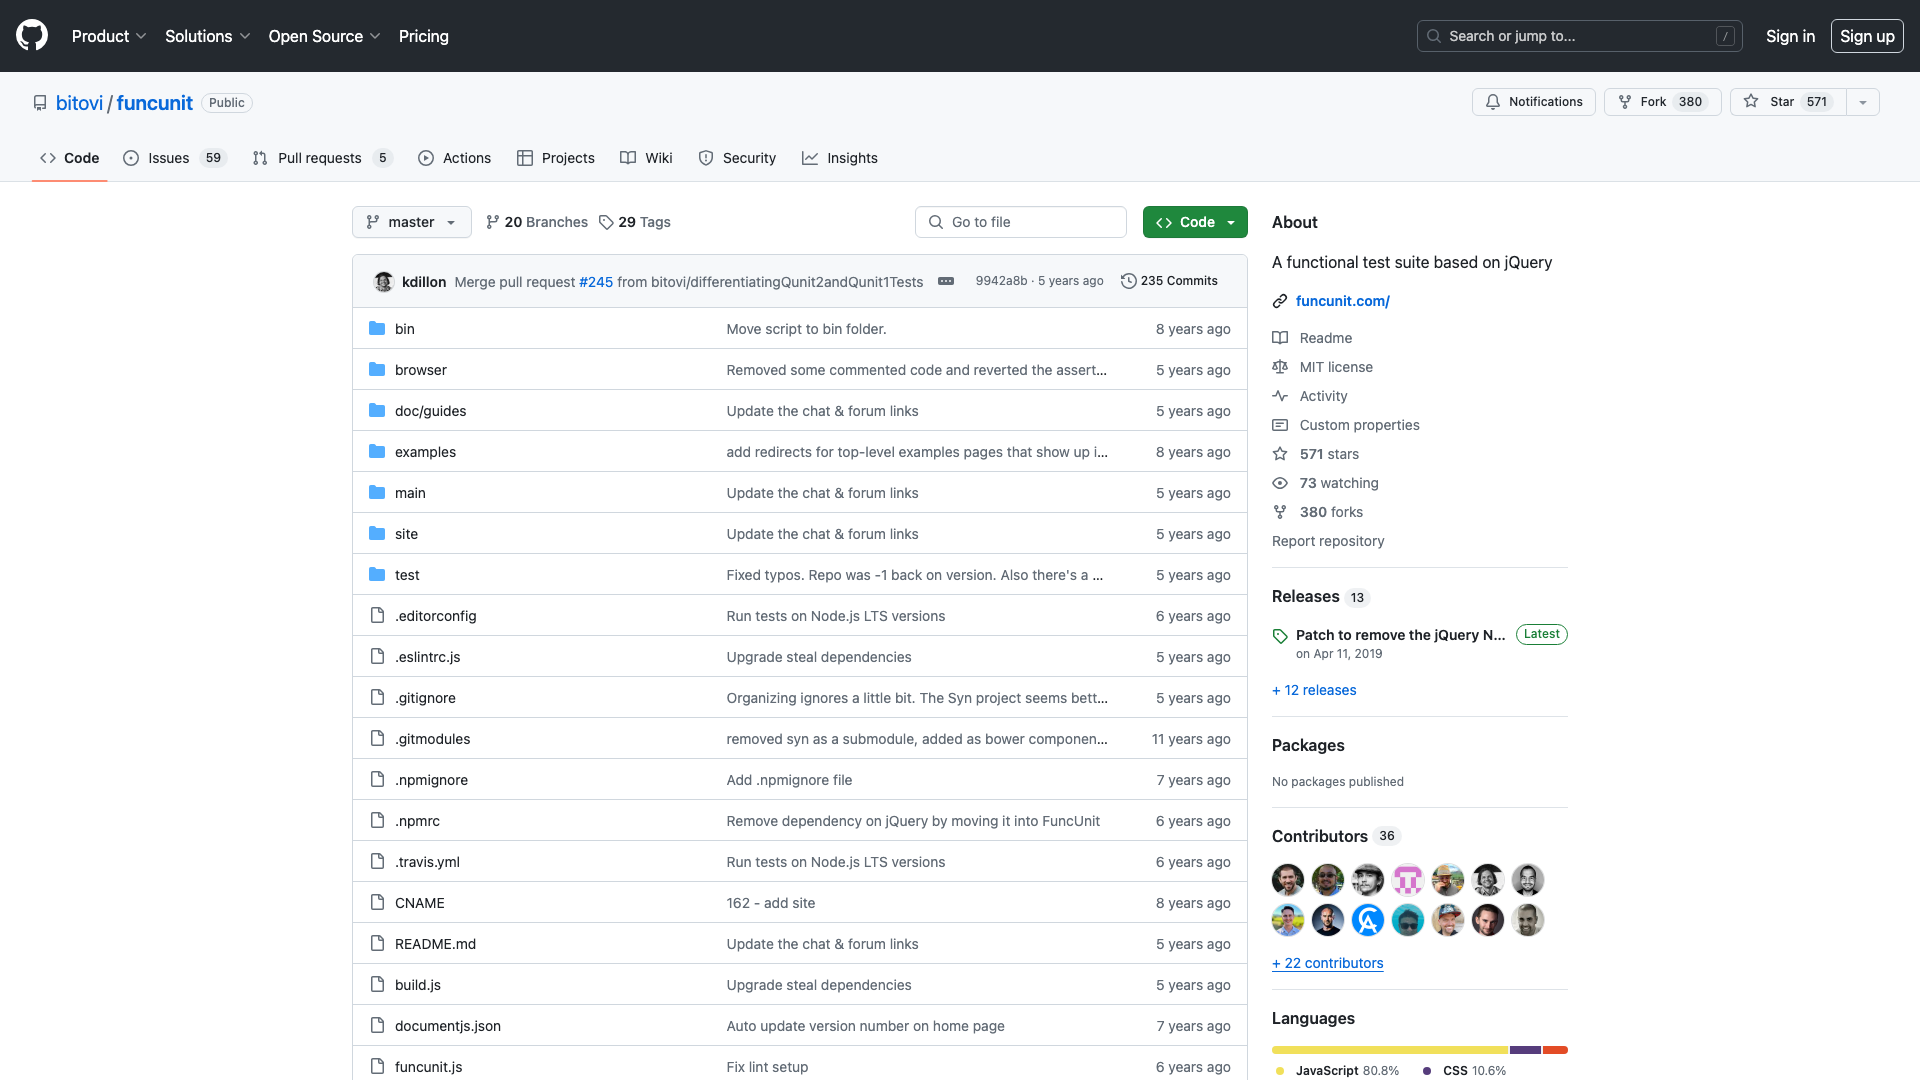 Product Solutions Open Source Pricing Search or jump to... / Sign in Sign up
bitovi / funcunit Public Notifications Fork 380 Star 571
Code Issues 59 Pull requests 5 Actions Projects Wiki Security Insights
master 20 Branches 29 Tags Go to file Code
kdillon Merge pull request #245 from bitovi/differentiatingQunit2andQunit1Tests 9942a8b · 5 years ago 235 Commits
bin Move script to bin folder. 8 years ago
browser Removed some commented code and reverted the assert... 5 years ago
doc/guides Update the chat & forum links 5 years ago
examples add redirects for top-level examples pages that show up i... 8 years ago
main Update the chat & forum links 5 years ago
site Update the chat & forum links 5 years ago
test Fixed typos. Repo was -1 back on version. Also there's a ... 5 years ago
.editorconfig Run tests on Node.js LTS versions 6 years ago
.eslintrc.js Upgrade steal dependencies 5 years ago
.gitignore Organizing ignores a little bit. The Syn project seems bett... 5 years ago
.gitmodules removed syn as a submodule, added as bower componen... 11 years ago
.npmignore Add .npmignore file 7 years ago
.npmrc Remove dependency on jQuery by moving it into FuncUnit 6 years ago
.travis.yml Run tests on Node.js LTS versions 6 years ago
CNAME 162 - add site 8 years ago
README.md Update the chat & forum links 5 years ago
build.js Upgrade steal dependencies 5 years ago
documentjs.json Auto update version number on home page 7 years ago
funcunit.js Fix lint setup 6 years ago
About
A functional test suite based on jQuery
funcunit.com/
Readme
MIT license
Activity
Custom properties
571 stars
73 watching
380 forks
Report repository
Releases 13
Patch to remove the jQuery N... Latest
on Apr 11, 2019
+ 12 releases
Packages
No packages published
Contributors 36
+ 22 contributors
Languages
JavaScript 80.8% CSS 10.6%